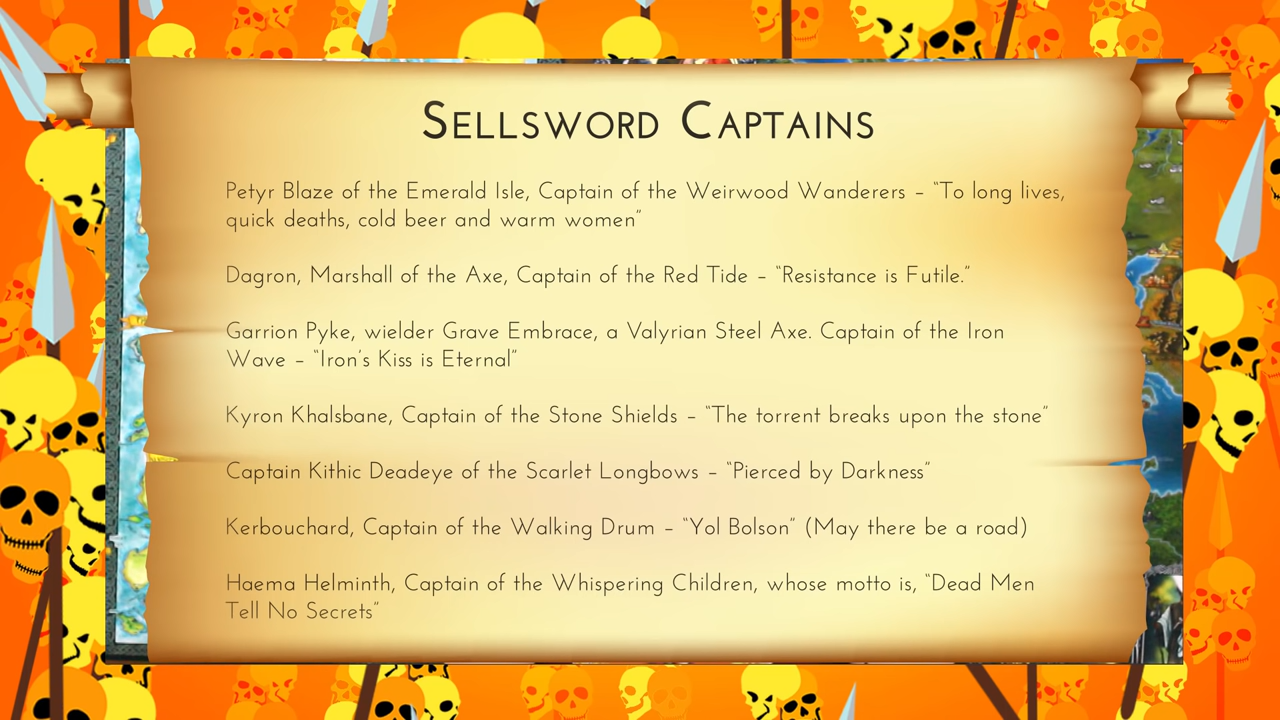 Sellsword Captains
Petyr Blaze of the Emerald Isle, Captain of the Weirwood Wanderers – “To long lives,
quick deaths, cold beer and warm women”
Dagron, Marshall of the Axe, Captain of the Red Tide – “Resistance is Futile.”
Garrion Pyke, wielder Grave Embrace, a Valyrian Steel Axe. Captain of the Iron
Wave – “Iron’s Kiss is Eternal”
Kyron Khalsbane, Captain of the Stone Shields – “The torrent breaks upon the stone”
Captain Kithic Deadeye of the Scarlet Longbows – “Pierced by Darkness”
Kerbouchard, Captain of the Walking Drum – “Yol Bolson” (May there be a road)
Haema Helminth, Captain of the Whispering Children, whose motto is, “Dead Men
Tell No Secrets”